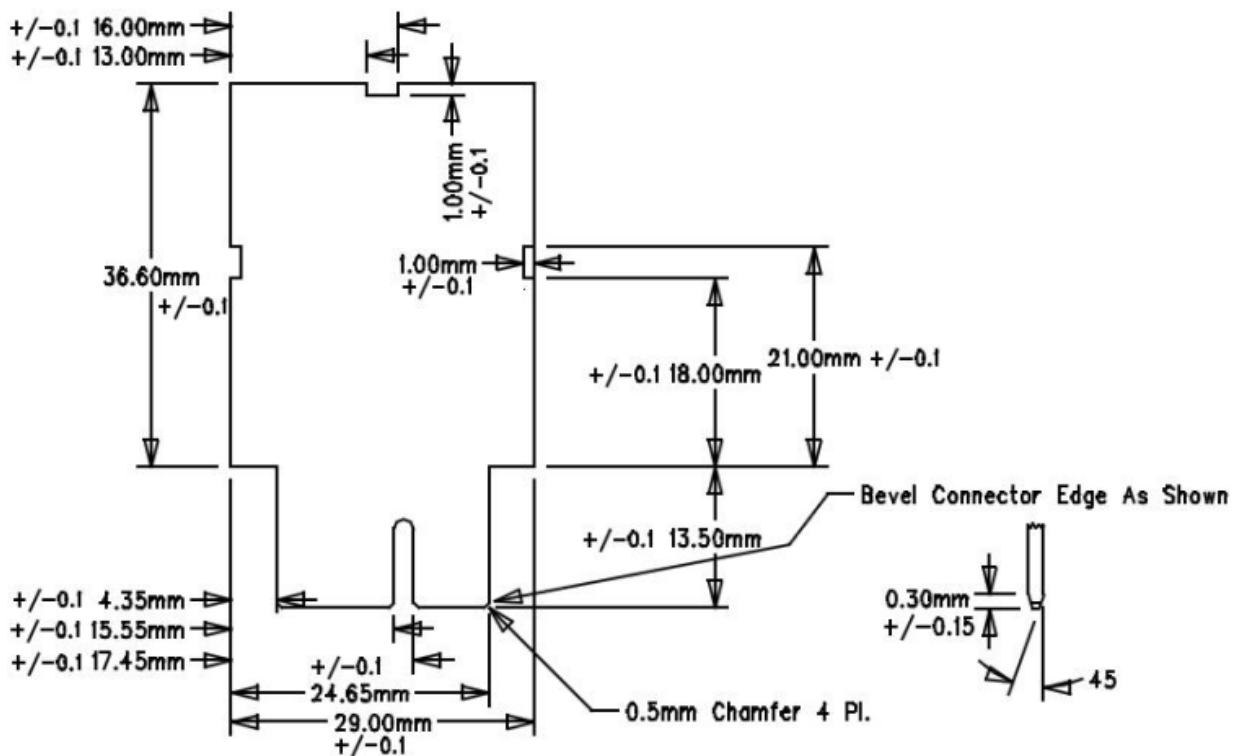 +/-0.1 16.00mm
+/-0.1 13.00mm
1.00mm
+/-0.1
36.60mm
+/-0.1
1.00mm
+/-0.1
21.00mm +/-0.1
+/-0.1 18.00mm
Bevel Connector Edge As Shown
+/-0.1 13.50mm
+/-0.1 4.35mm
+/-0.1 15.55mm
+/-0.1 17.45mm
0.30mm
+/-0.15
+/-0.1
24.65mm
45
0.5mm Chamfer 4 Pl.
29.00mm
+/-0.1